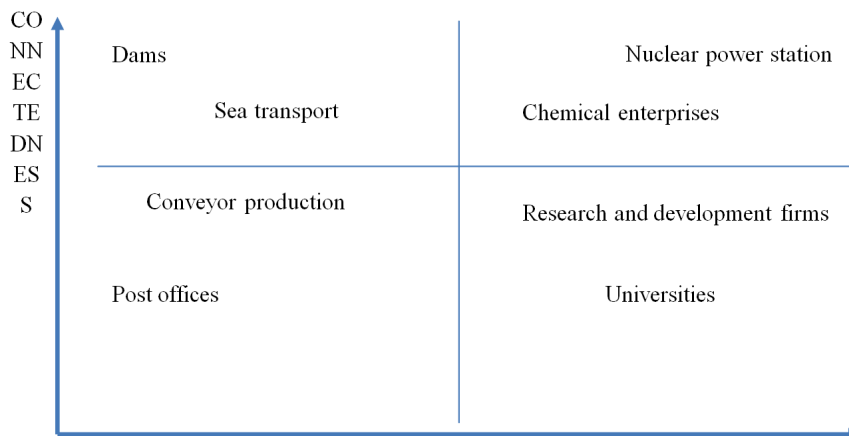 CO
NN
EC
TE
DN
ES
S
Dams
Nuclear power station
Sea transport
Chemical enterprises
Conveyor production
Research and development firms
Post offices
Universities